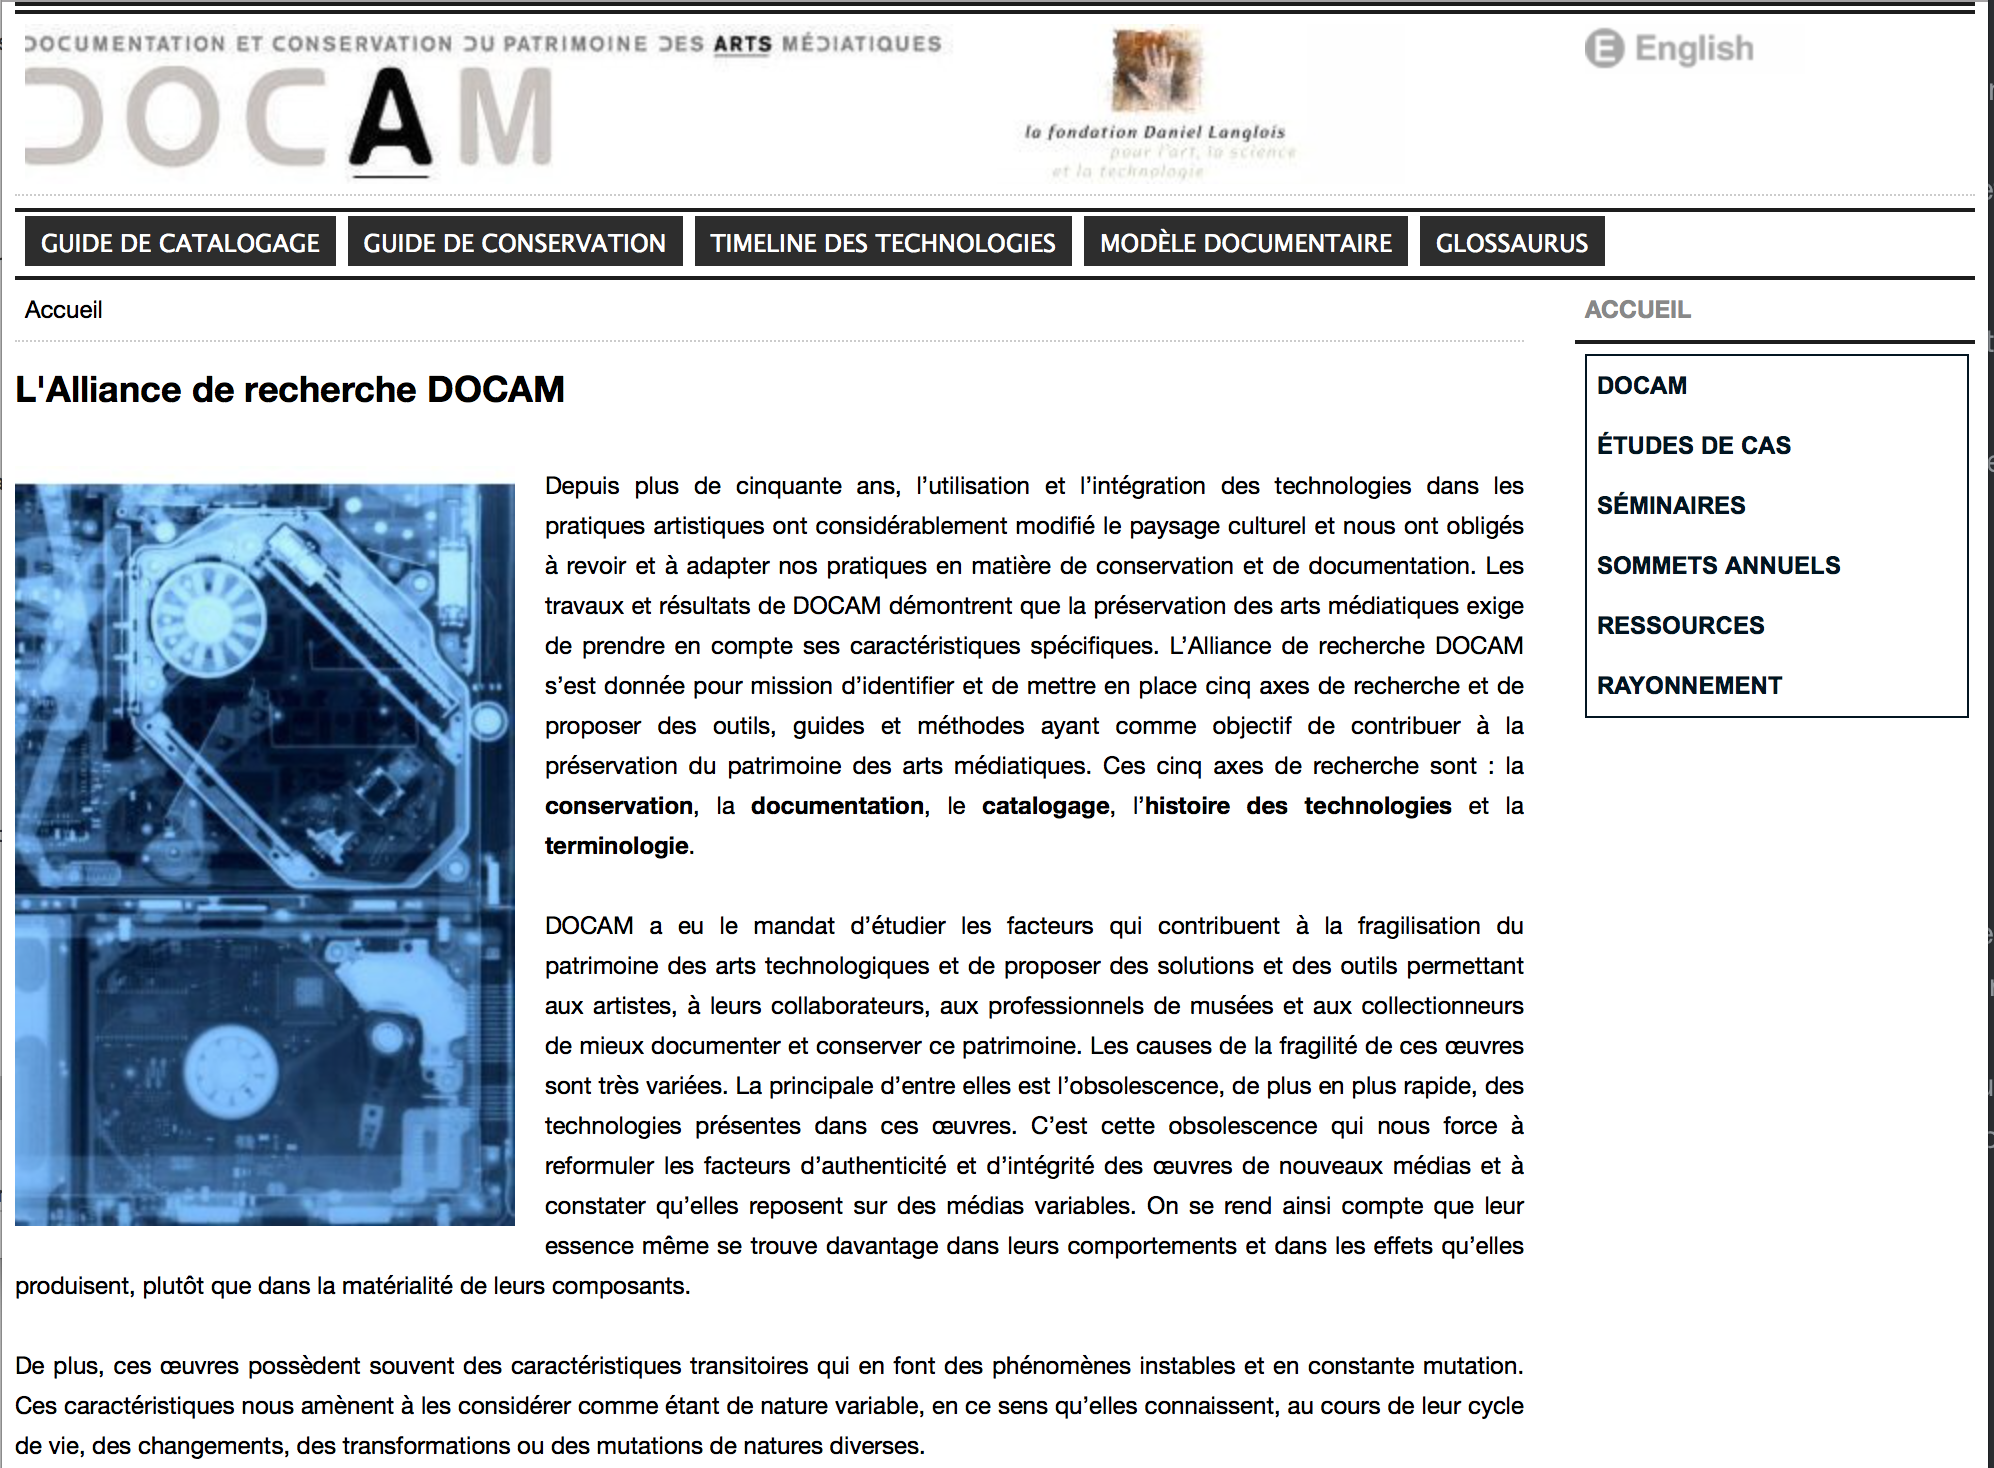 DOCUMENTATION ET CONSERVATION DU PATRIMOINE DES ARTS MÉDIATIQUES
DOCAM
la fondation Daniel Langlois
pour l'art, la science
et la technologie
E English
GUIDE DE CATALOGAGE
GUIDE DE CONSERVATION
TIMELINE DES TECHNOLOGIES
MODÈLE DOCUMENTAIRE
GLOSSAURUS
Accueil
L'Alliance de recherche DOCAM
Depuis plus de cinquante ans, l’utilisation et l’intégration des technologies dans les
pratiques artistiques ont considérablement modifié le paysage culturel et nous ont obligés
à revoir et à adapter nos pratiques en matière de conservation et de documentation. Les
travaux et résultats de DOCAM démontrent que la préservation des arts médiatiques exige
de prendre en compte ses caractéristiques spécifiques. L’Alliance de recherche DOCAM
s’est donnée pour mission d’identifier et de mettre en place cinq axes de recherche et de
proposer des outils, guides et méthodes ayant comme objectif de contribuer à la
préservation du patrimoine des arts médiatiques. Ces cinq axes de recherche sont : la
conservation, la documentation, le catalogage, l’histoire des technologies et la
terminologie.
DOCAM a eu le mandat d’étudier les facteurs qui contribuent à la fragilisation du
patrimoine des arts technologiques et de proposer des solutions et des outils permettant
aux artistes, à leurs collaborateurs, aux professionnels de musées et aux collectionneurs
de mieux documenter et conserver ce patrimoine. Les causes de la fragilité de ces œuvres
sont très variées. La principale d’entre elles est l’obsolescence, de plus en plus rapide, des
technologies présentes dans ces œuvres. C’est cette obsolescence qui nous force à
reformuler les facteurs d’authenticité et d’intégrité des œuvres de nouveaux médias et à
constater qu’elles reposent sur des médias variables. On se rend ainsi compte que leur
essence même se trouve davantage dans leurs comportements et dans les effets qu’elles
produisent, plutôt que dans la matérialité de leurs composants.
De plus, ces œuvres possèdent souvent des caractéristiques transitoires qui en font des phénomènes instables et en constante mutation.
Ces caractéristiques nous amènent à les considérer comme étant de nature variable, en ce sens qu’elles connaissent, au cours de leur cycle
de vie, des changements, des transformations ou des mutations de natures diverses.
ACCUEIL
DOCAM
ÉTUDES DE CAS
SÉMINAIRES
SOMMETS ANNUELS
RESSOURCES
RAYONNEMENT